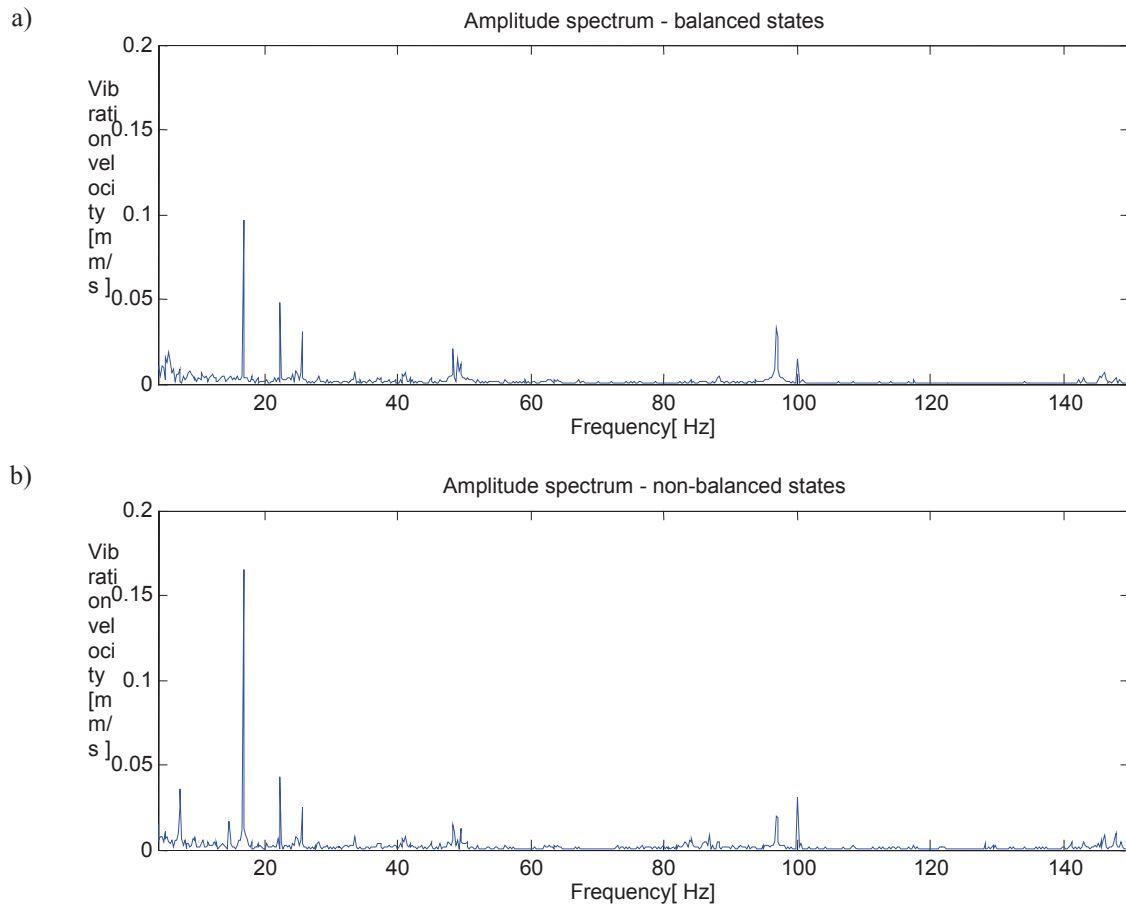 a)
Amplitude spectrum - balanced states
0.2
Vib
rati
on
vel
oci
ty
[m
m/
s ]
0.15
0.1
0.05
0
20 40 60 80 100 120 140
Frequency[ Hz]
b)
Amplitude spectrum - non-balanced states
0.2
Vib
rati
on
vel
oci
ty
[m
m/
s ]
0.15
0.1
0.05
0
20 40 60 80 100 120 140
Frequency[ Hz]